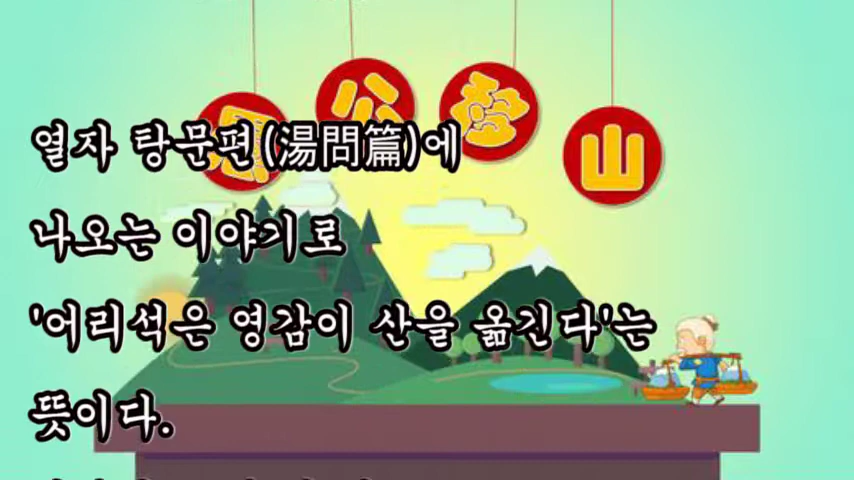 公 移 山
열자 탕문편(湯問篇)에
나오는 이야기로
'어리석은 영감이 산을 옮긴다'는
뜻이다.